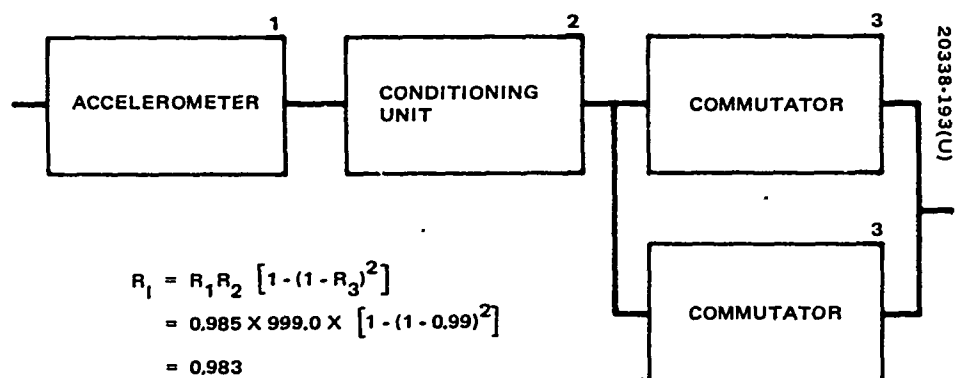 1
ACCELEROMETER
2
CONDITIONING
UNIT
3
COMMUTATOR
3
COMMUTATOR
20338-193(U)
R_I = R_1R_2 [1-(1-R_3)^2]
= 0.985 X 999.0 X [1-(1-0.99)^2]
= 0.983